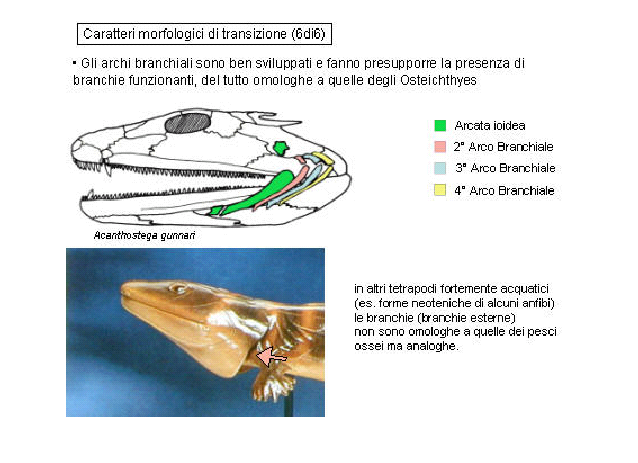 Caratteri morfologici di transizione (6di6)
• Gli archi branchiali sono ben sviluppati e fanno presupporre la presenza di
branchie funzionanti, del tutto omologhe a quelle degli Osteichthyes
Arcata ioidea
2° Arco Branchiale
3° Arco Branchiale
4° Arco Branchiale
Acanthostega gunnari
in altri tetrapodi fortemente acquatici
(es. forme neoteniche di alcuni anfibi)
le branchie (branchie esterne)
non sono omologhe a quelle dei pesci
ossei ma analoghe.